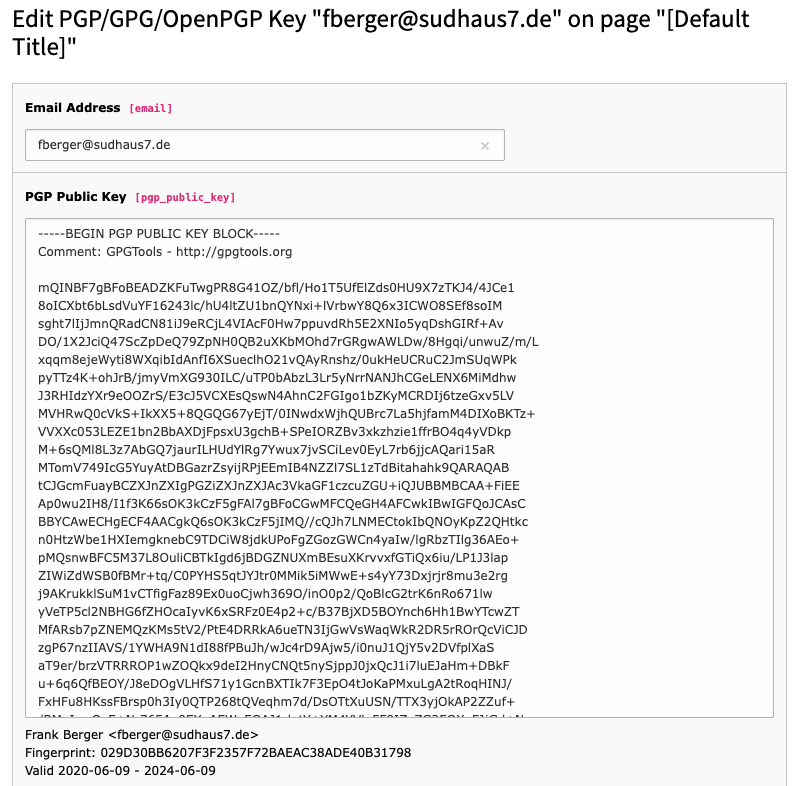 Edit PGP/GPG/OpenPGP Key "fberger@sudhaus7.de" on page "[Default
Title]"
Email Address [email]
fberger@sudhaus7.de
PGP Public Key [pgp_public_key]
-----BEGIN PGP PUBLIC KEY BLOCK-----
Comment: GPGTools - http://gpgtools.org
mQINBF7gBFoBEADZKFuTwgPR8G41OZ/bfl/Ho1T5UfElZds0HU9X7zTKJ4/4JCe1
8oICXbt6bLsdVuYF16243lc/hU4ltZU1bnQYNxi+lVrbwY8Q6x3ICWO8SEf8soIM
sght7lIjJmnQRadCN81iJ9eRCjL4VIAcF0Hw7ppuvdRh5E2XNIo5yqDshGIRf+Av
DO/1X2JciQ47ScZpDeQ79ZpNH0QB2uXKbMOhd7rGRgwAWLDw/8Hgqi/unwuZ/m/L
xqqm8ejeWyti8WXqibIdAnfI6XSueclhO21vQAyRnshz/0ukHeUCRuC2JmSUqWPk
pyTTz4K+ohJrB/jmyVmXG930ILC/uTP0bAbzL3Lr5yNrrNANJhCGeLENX6MiMdhw
J3RHIdzYXr9eOOZrS/E3cJ5VCXEsQswN4AhnC2FGIgo1bZKyMCRDIj6tzeGxv5LV
MVHRwQ0cVkS+IkXX5+8QGQG67yEjT/0INwdxWjhQUBrc7La5hjfamM4DIXoBKTz+
VVXXc053LEZE1bn2BbAXDjFpsxU3gchB+SPeIORZBv3xkzhzie1ffrBO4q4yVDkp
M+6sQMl8L3z7AbGQ7jaurILHUdYlRg7Ywux7jvSCiLev0EyL7rb6jjcAQari15aR
MTomV749IcG5YuyAtDBGazrZsyijRPjEEmIB4NZZl7SL1zTdBitahahk9QARAQAB
tCJGcmFuayBCZXJnZXIgPGZiZXJnZXJAc3VkaGF1czcuZGU+iQJUBBMBCAA+FiEE
Ap0wu2IH8/I1f3K66sOK3kCzF5gFAl7gBFoCGwMFCQeGH4AFCwkIBwIGFQoJCAsC
BBYCAwECHgECF4AACgkQ6sOK3kCzF5jIMQ//cQJh7LNMECtokIbQNOyKpZ2QHtkc
n0HtzWbe1HXIemgknebC9TDCiW8jdkUPoFgZGozGWCn4yaIw/lgRbzTIlg36AEo+
pMQsnwBFC5M37L8OuliCBTkIgd6jBDGZNUXmBEsuXKrvvxfGTiQx6iu/LP1J3lap
ZIWiZdWSB0fBMr+tq/C0PYHS5qtJYJtr0MMik5iMWwE+s4yY73Dxjrjr8mu3e2rg
j9AKrukklSuM1vCTfigFaz89Ex0uoCjwh369O/inO0p2/QoBlcG2trK6nRo671lw
yVeTP5cl2NBHG6fZHOcaIyvK6xSRFz0E4p2+c/B37BjXD5BOYnch6Hh1BwYTcwZT
MfARsb7pZNEMQzKMs5tV2/PtE4DRRkA6ueTN3IjGwVsWaqWkR2DR5rROrQcViCJD
zgP67nzIIAVS/1YWHA9N1dI88fPBuJh/wJc4rD9Ajw5/i0nuJ1QjY5v2DVfplXaS
aT9er/brzVTRRROP1wZOQkx9deI2HnyCNQt5nySjppJ0jxQcJ1i7luEJaHm+DBkF
u+6q6QfBEOY/J8eDOgVLHfS71y1GcnBXTIk7F3EpO4tJoKaPMxuLgA2tRoqHINJ/
FxHFu8HKssFBrsp0h3Iy0QTP268tQVeqhm7d/DsOTtXuUSN/TTX3yjOkAP2ZZuf+
Frank Berger <fberger@sudhaus7.de>
Fingerprint: 029D30BB6207F3F2357F72BAEAC38ADE40B31798
Valid 2020-06-09 - 2024-06-09